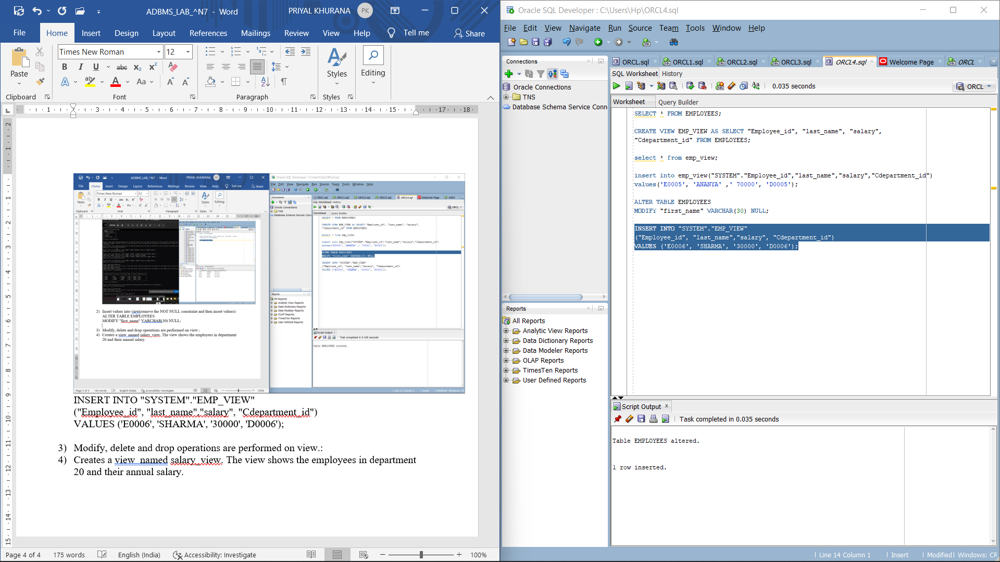 ADBMS_LAB_^N7 - Word
PRIYAL KHURANA
PK
File Home Insert Design Layout References Mailings Review View Help Tell me Share
Times New Roman 12
Paste
Styles
Editing
Clipboard Font Paragraph Styles
INSERT INTO "SYSTEM"."EMP_VIEW"
("Employee_id", "last_name","salary", "Cdepartment_id")
VALUES ('E0006', 'SHARMA', '30000', 'D0006');
3) Modify, delete and drop operations are performed on view.:
4) Creates a view named salary_view. The view shows the employees in department
20 and their annual salary.
Page 4 of 4 175 words English (India) Accessibility: Investigate 100%
2) Insert values into view(remove the NOT NULL constraint and then insert values):
ALTER TABLE EMPLOYEES
MODIFY "first_name" VARCHAR(30) NULL;
3) Modify, delete and drop operations are performed on view.:
4) Creates a view named salary_view. The view shows the employees in department
20 and their annual salary.
Oracle SQL Developer : C:\Users\Hp\ORCL4.sql
File Edit View Navigate Run Source Team Tools Window Help
Connections
Oracle Connections
TNS
Database Schema Service Conn
Reports
All Reports
Analytic View Reports
Data Dictionary Reports
Data Modeler Reports
OLAP Reports
TimesTen Reports
User Defined Reports
ORCL.sql ORCL1.sql ORCL2.sql ORCL3.sql ORCL4.sql Welcome Page ORCL
SQL Worksheet History
0.035 seconds
ORCL
Worksheet Query Builder
SELECT * FROM EMPLOYEES;
CREATE VIEW EMP_VIEW AS SELECT "Employee_id", "last_name", "salary",
"Cdepartment_id" FROM EMPLOYEES;
select * from emp_view;
insert into emp_view("SYSTEM"."Employee_id","last_name","salary","Cdepartment_id")
values('E0005', 'ANANYA' ,' 70000', 'D0005');
ALTER TABLE EMPLOYEES
MODIFY "first_name" VARCHAR(30) NULL;
INSERT INTO "SYSTEM"."EMP_VIEW"
("Employee_id", "last_name","salary", "Cdepartment_id")
VALUES ('E0006', 'SHARMA', '30000', 'D0006');
Script Output
Task completed in 0.035 seconds
Table EMPLOYEES altered.
1 row inserted.
Line 14 Column 1 Insert Modified Windows: CR